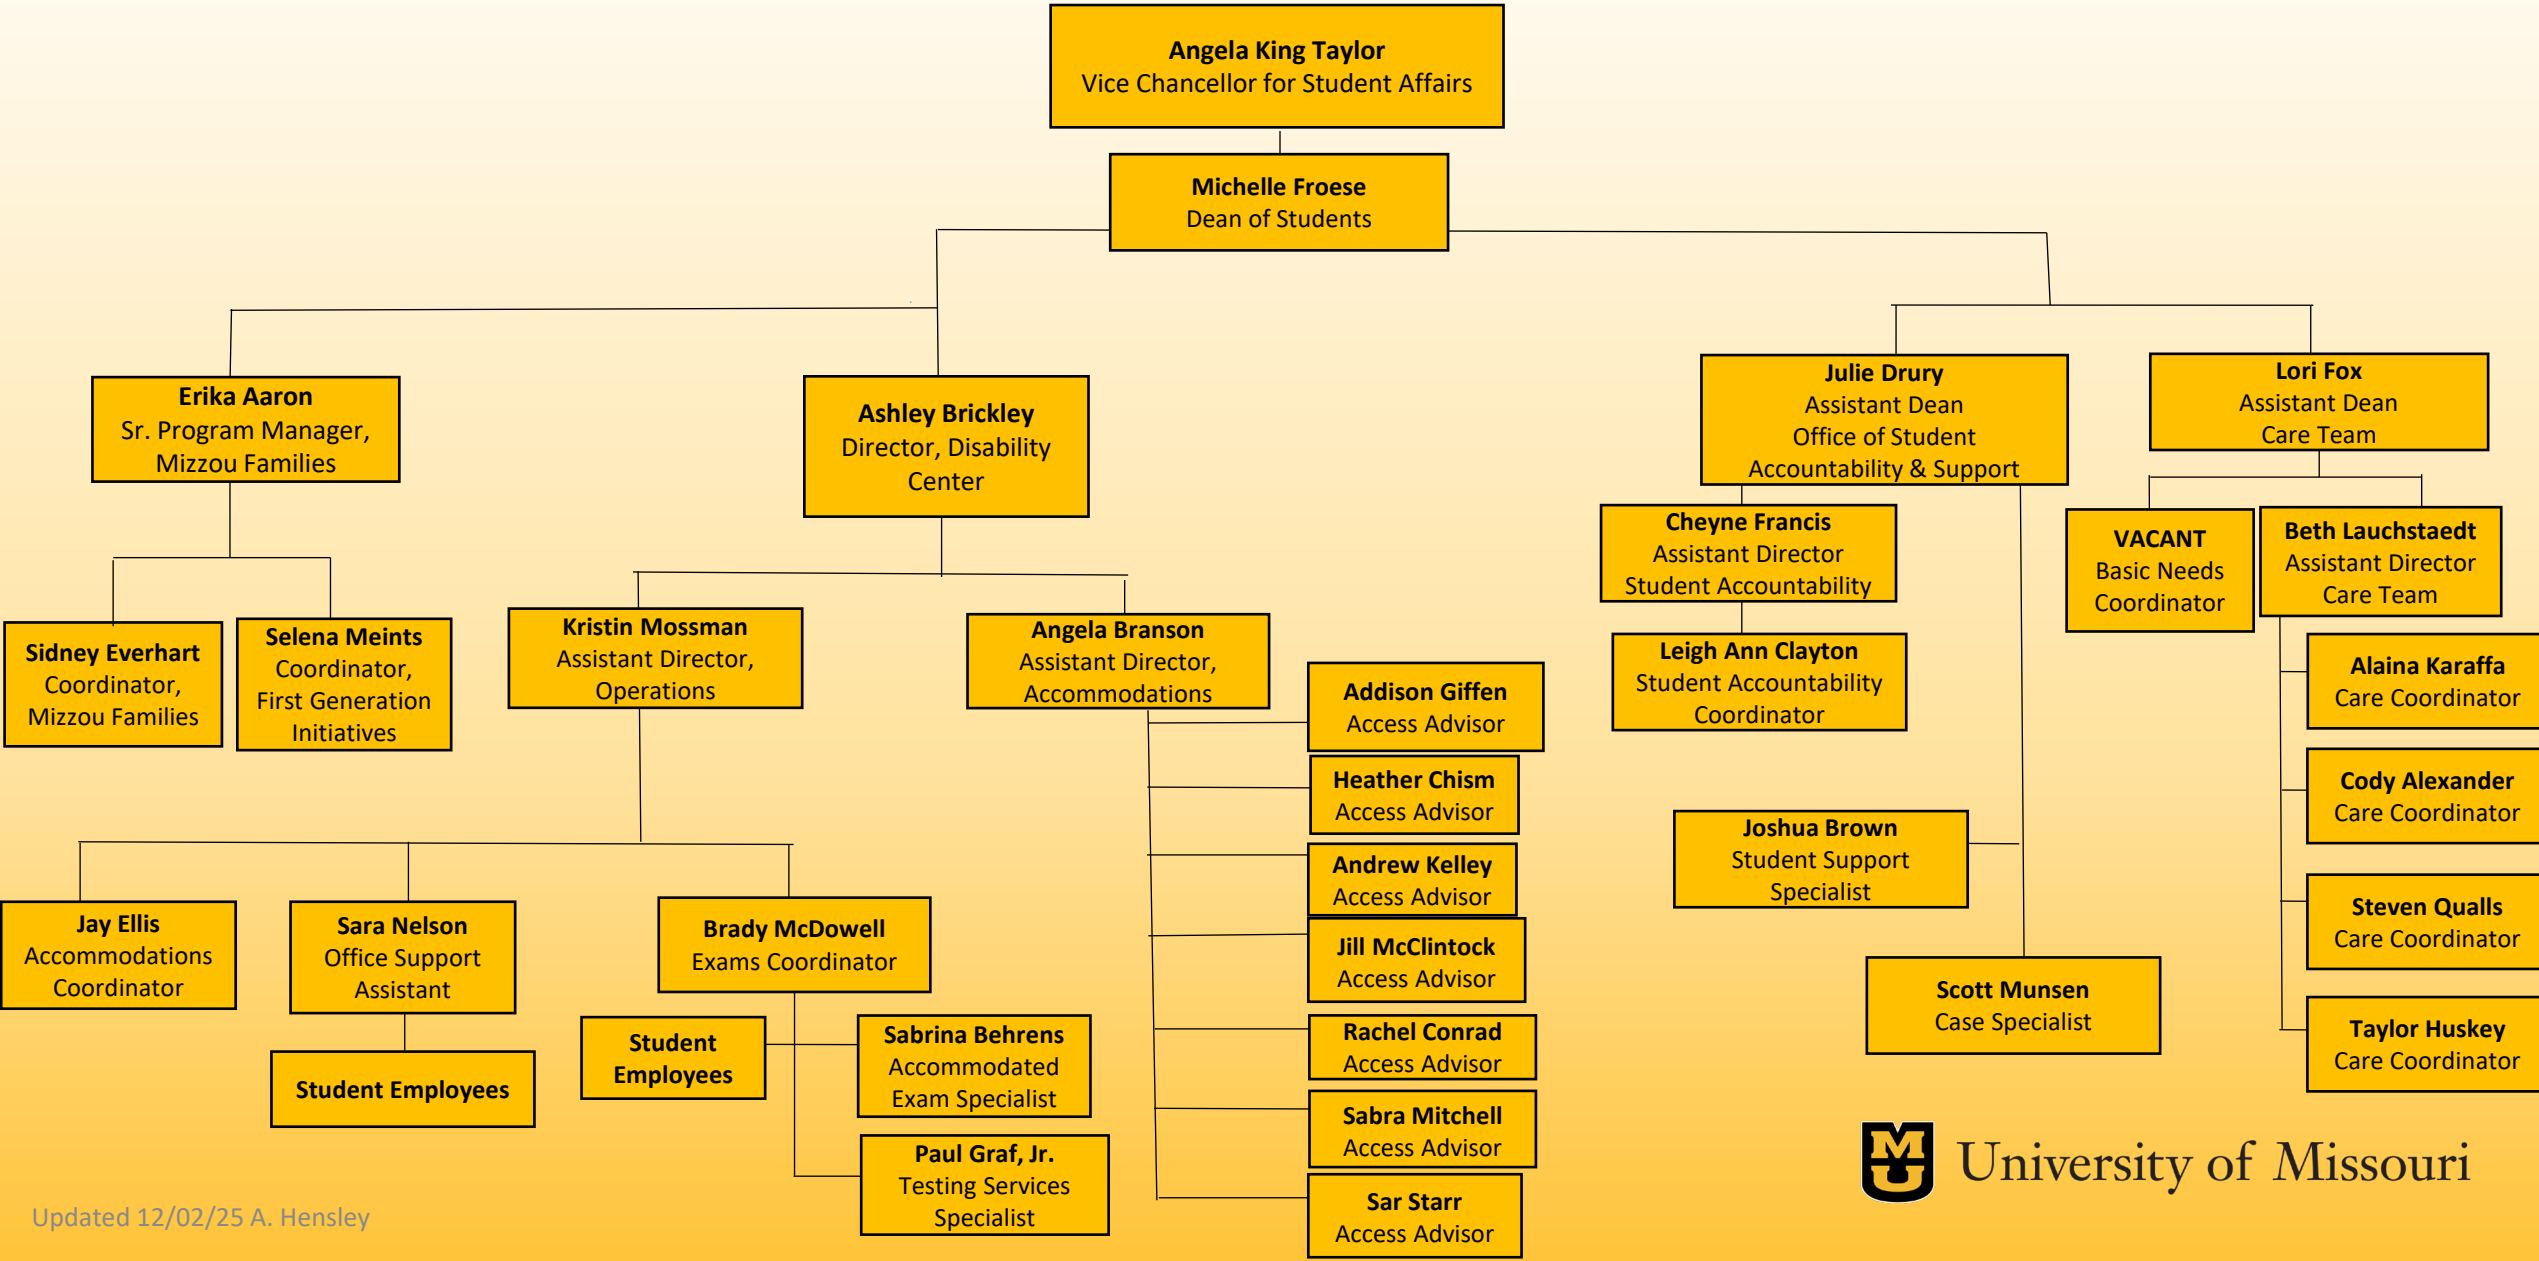 Angela King Taylor
Vice Chancellor for Student Affairs
Michelle Froese
Dean of Students
Erika Aaron
Sr. Program Manager,
Mizzou Families
Ashley Brickley
Director, Disability
Center
Julie Drury
Assistant Dean
Office of Student
Accountability & Support
Lori Fox
Assistant Dean
Care Team
Sidney Everhart
Coordinator,
Mizzou Families
Selena Meints
Coordinator,
First Generation
Initiatives
Kristin Mossman
Assistant Director,
Operations
Angela Branson
Assistant Director,
Accommodations
Cheyne Francis
Assistant Director
Student Accountability
Leigh Ann Clayton
Student Accountability
Coordinator
VACANT
Basic Needs
Coordinator
Beth Lauchstaedt
Assistant Director
Care Team
Addison Giffen
Access Advisor
Heather Chism
Access Advisor
Andrew Kelley
Access Advisor
Jill McClintock
Access Advisor
Rachel Conrad
Access Advisor
Sabra Mitchell
Access Advisor
Sar Starr
Access Advisor
Alaina Karaffa
Care Coordinator
Cody Alexander
Care Coordinator
Steven Qualls
Care Coordinator
Taylor Huskey
Care Coordinator
Joshua Brown
Student Support
Specialist
Scott Munsen
Case Specialist
Jay Ellis
Accommodations
Coordinator
Sara Nelson
Office Support
Assistant
Student Employees
Brady McDowell
Exams Coordinator
Student
Employees
Sabrina Behrens
Accommodated
Exam Specialist
Paul Graf, Jr.
Testing Services
Specialist
MU University of Missouri
Updated 12/02/25 A. Hensley